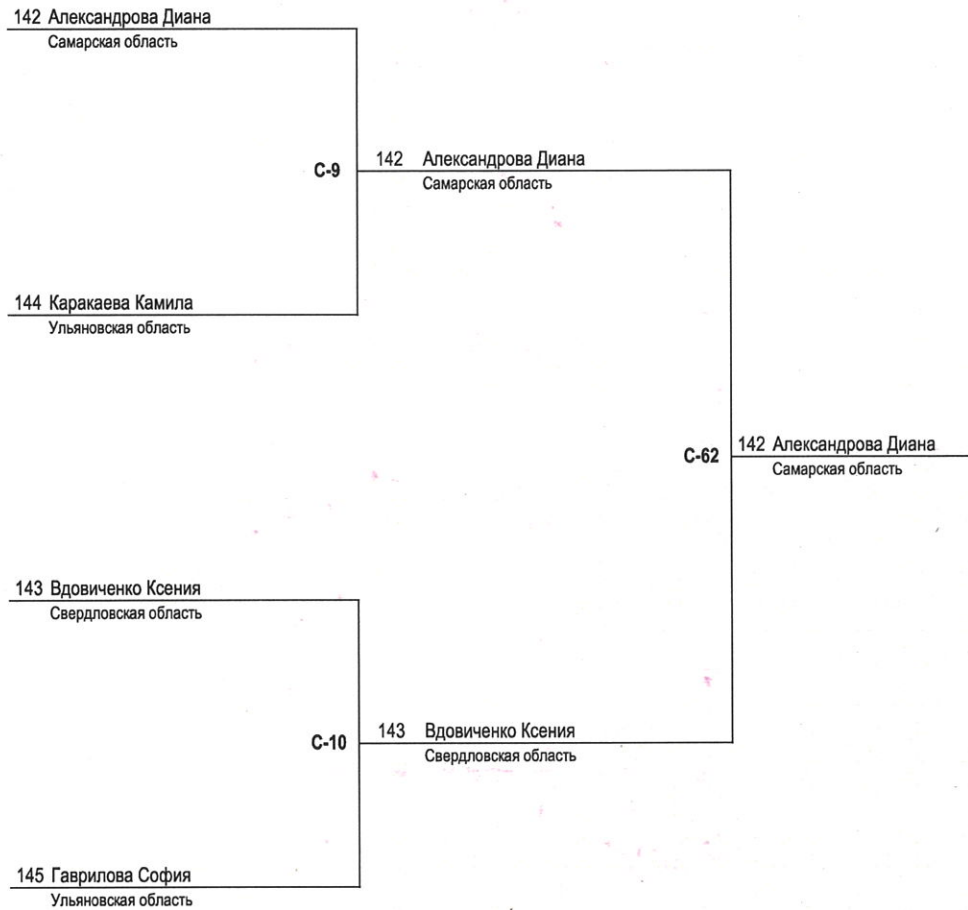 142 Александрова Диана
Самарская область
C-9
142 Александрова Диана
Самарская область
144 Каракаева Камила
Ульяновская область
C-62
142 Александрова Диана
Самарская область
143 Вдовиченко Ксения
Свердловская область
C-10
143 Вдовиченко Ксения
Свердловская область
145 Гаврилова София
Ульяновская область